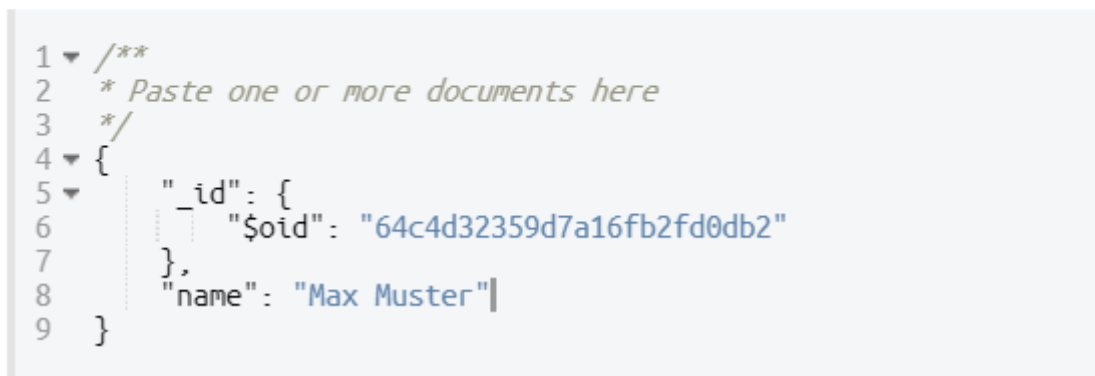 1 /**
2 * Paste one or more documents here
3 */
4 {
5 "_id": {
6 "$oid": "64c4d32359d7a16fb2fd0db2"
7 },
8 "name": "Max Muster"
9 }